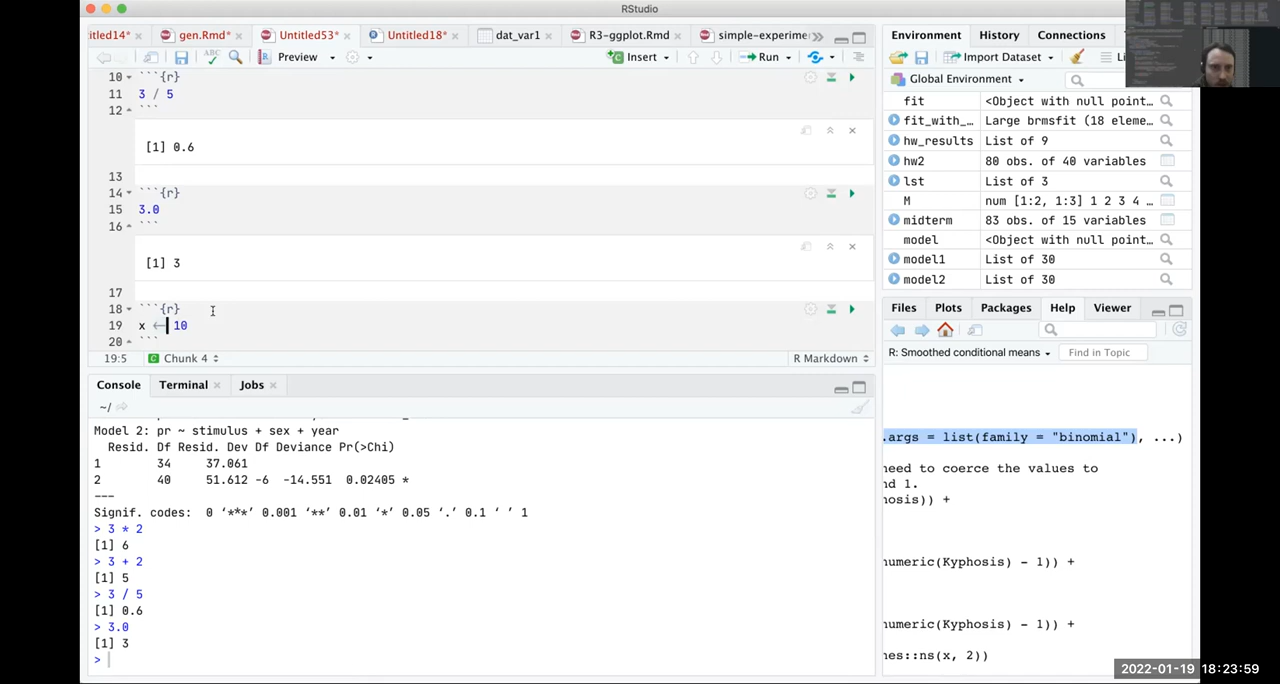 RStudio
itled14*
gen.Rmd*
Untitled53*
Untitled18*
dat_var1
R3-ggplot.Rmd
simple-experime
Preview
Insert
Run
10 ```{r}
11 3 / 5
12 ```
[1] 0.6
13
14 ```{r}
15 3.0
16 ```
[1] 3
17
18 ```{r}
19 x <- 10
20 ```
19:5 Chunk 4 R Markdown
Console Terminal Jobs
~/
Model 2: pr ~ stimulus + sex + year
Resid. Df Resid. Dev Df Deviance Pr(>Chi)
1 34 37.061
2 40 51.612 -6 -14.551 0.02405 *
---
Signif. codes: 0 ‘***’ 0.001 ‘**’ 0.01 ‘*’ 0.05 ‘.’ 0.1 ‘ ’ 1
> 3 * 2
[1] 6
> 3 + 2
[1] 5
> 3 / 5
[1] 0.6
> 3.0
[1] 3
>
Environment History Connections
Import Dataset Li
Global Environment
fit <Object with null point…
fit_with_… Large brmsfit (18 eleme…
hw_results List of 9
hw2 80 obs. of 40 variables
lst List of 3
M num [1:2, 1:3] 1 2 3 4 …
midterm 83 obs. of 15 variables
model <Object with null point…
model1 List of 30
model2 List of 30
Files Plots Packages Help Viewer
R: Smoothed conditional means Find in Topic
.args = list(family = "binomial"), ...)
need to coerce the values to
nd 1.
nosis)) +
numeric(Kyphosis) - 1)) +
numeric(Kyphosis) - 1)) +
nes::ns(x, 2))
2022-01-19 18:23:59